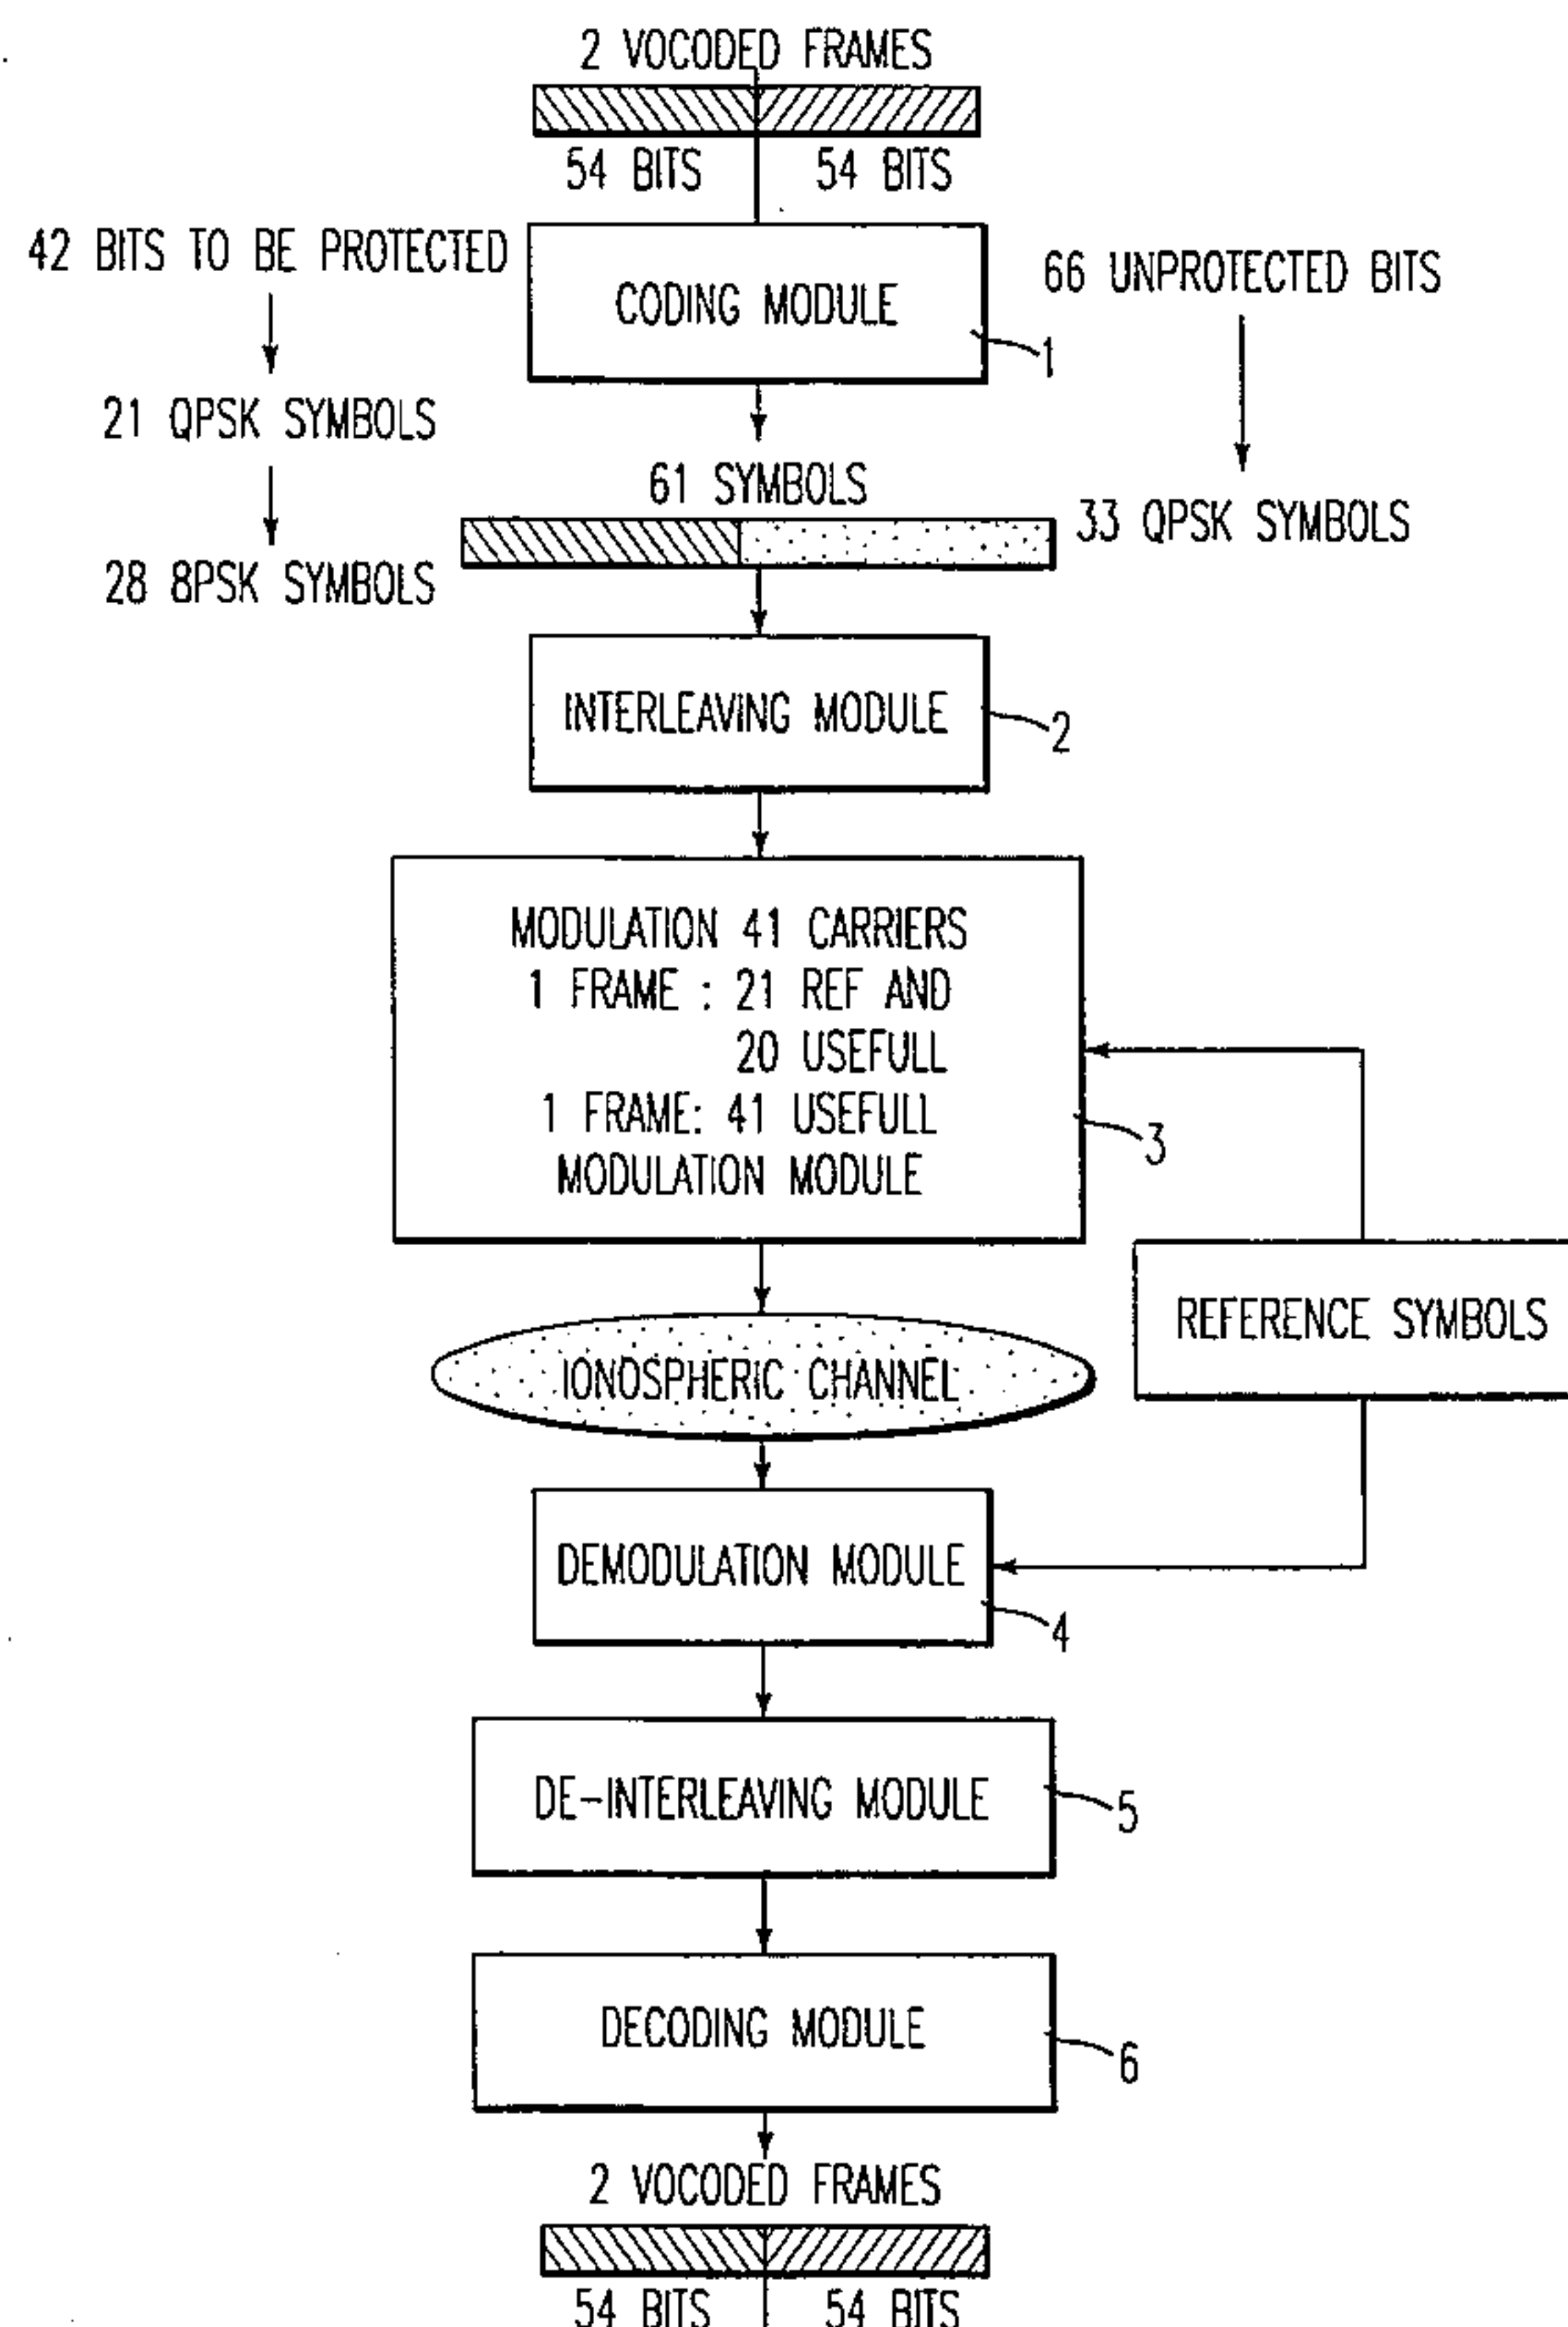 2 VOCODED FRAMES
54 BITS 54 BITS
42 BITS TO BE PROTECTED
CODING MODULE
66 UNPROTECTED BITS
1
21 QPSK SYMBOLS
61 SYMBOLS
33 QPSK SYMBOLS
28 8PSK SYMBOLS
INTERLEAVING MODULE
2
MODULATION 41 CARRIERS
1 FRAME : 21 REF AND
20 USEFULL
1 FRAME: 41 USEFULL
MODULATION MODULE
3
REFERENCE SYMBOLS
IONOSPHERIC CHANNEL
DEMODULATION MODULE
4
DE-INTERLEAVING MODULE
5
DECODING MODULE
6
2 VOCODED FRAMES
54 BITS 54 BITS